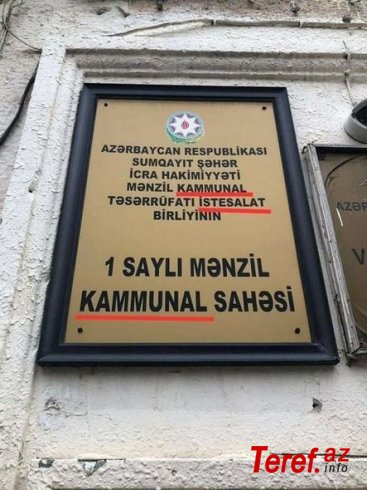 AZƏRBAYCAN RESPUBLİKASI
SUMQAYIT ŞƏHƏR
İCRA HAKİMİYYƏTİ
MƏNZİL KAMMUNAL
TƏSƏRRÜFATI İSTESALAT
BİRLİYİNİN
1 SAYLI MƏNZİL
KAMMUNAL SAHƏSİ
AZƏR
Teref.az
info